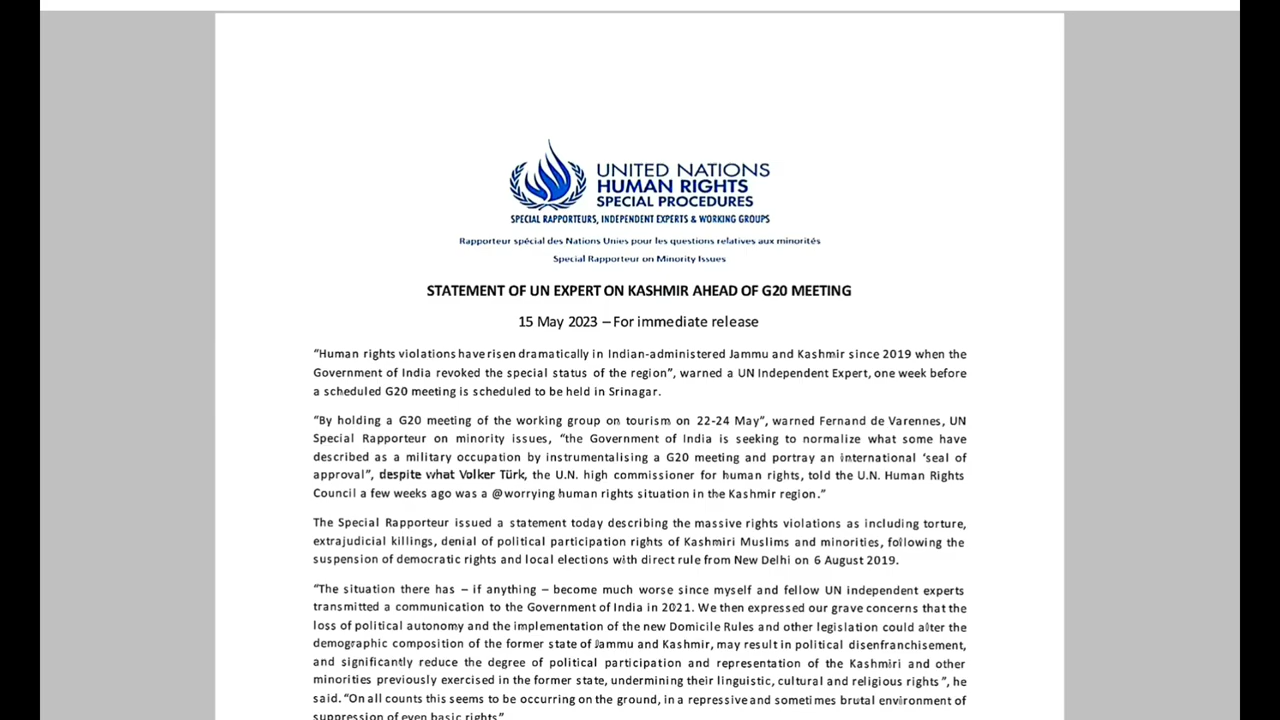 UNITED NATIONS
HUMAN RIGHTS
SPECIAL PROCEDURES
SPECIAL RAPPORTEURS, INDEPENDENT EXPERTS & WORKING GROUPS
Rapporteur spécial des Nations Unies pour les questions relatives aux minorités
Special Rapporteur on Minority Issues
STATEMENT OF UN EXPERT ON KASHMIR AHEAD OF G20 MEETING
15 May 2023 – For immediate release
“Human rights violations have risen dramatically in Indian-administered Jammu and Kashmir since 2019 when the
Government of India revoked the special status of the region”, warned a UN Independent Expert, one week before
a scheduled G20 meeting is scheduled to be held in Srinagar.
“By holding a G20 meeting of the working group on tourism on 22-24 May”, warned Fernand de Varennes, UN
Special Rapporteur on minority issues, “the Government of India is seeking to normalize what some have
described as a military occupation by instrumentalising a G20 meeting and portray an international ‘seal of
approval”, despite what Volker Türk, the U.N. high commissioner for human rights, told the U.N. Human Rights
Council a few weeks ago was a @worrying human rights situation in the Kashmir region.”
The Special Rapporteur issued a statement today describing the massive rights violations as including torture,
extrajudicial killings, denial of political participation rights of Kashmiri Muslims and minorities, following the
suspension of democratic rights and local elections with direct rule from New Delhi on 6 August 2019.
“The situation there has – if anything – become much worse since myself and fellow UN independent experts
transmitted a communication to the Government of India in 2021. We then expressed our grave concerns that the
loss of political autonomy and the implementation of the new Domicile Rules and other legislation could alter the
demographic composition of the former state of Jammu and Kashmir, may result in political disenfranchisement,
and significantly reduce the degree of political participation and representation of the Kashmiri and other
minorities previously exercised in the former state, undermining their linguistic, cultural and religious rights”, he
said. “On all counts this seems to be occurring on the ground, in a repressive and sometimes brutal environment of
suppression of even basic rights”